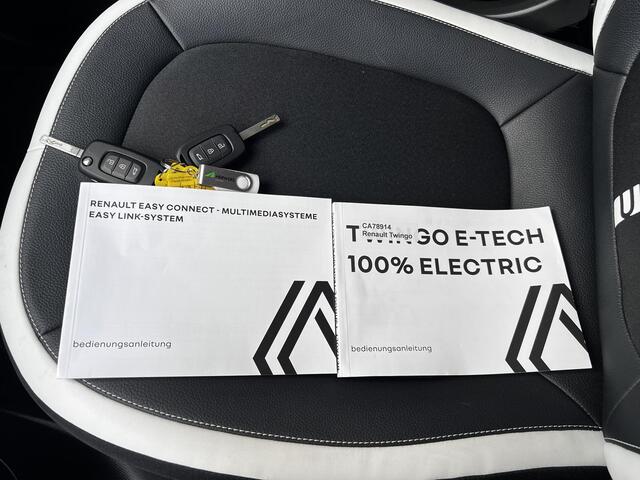 RENAULT EASY CONNECT - MULTIMEDIASYSTEME
EASY LINK-SYSTEM
bedienungsanleitung
CA78914
Renault Twingo
TWINGO E-TECH
100% ELECTRIC
bedienungsanleitung